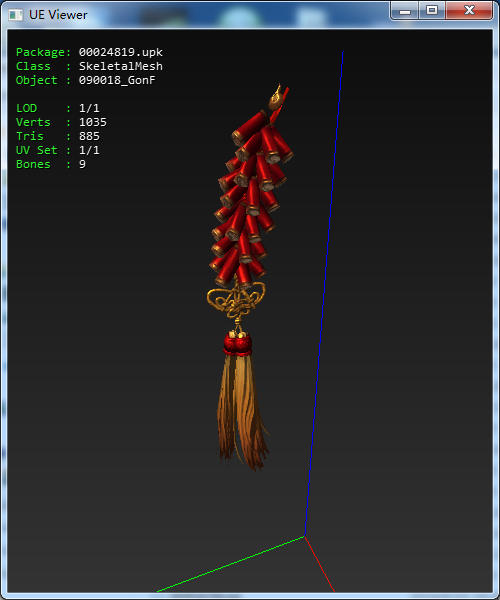 UE Viewer
Package: 00024819.upk
Class : SkeletalMesh
Object : 090018_GonF
LOD : 1/1
Verts : 1035
Tris : 885
UV Set : 1/1
Bones : 9